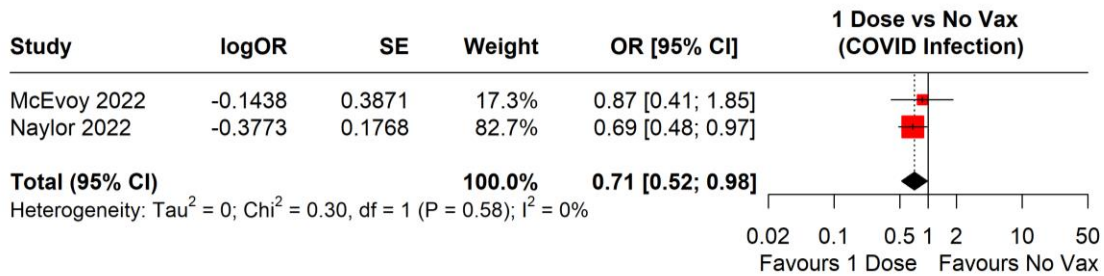 1 Dose vs No Vax
Study logOR SE Weight OR [95% CI] (COVID Infection)
McEvoy 2022 -0.1438 0.3871 17.3% 0.87 [0.41; 1.85]
Naylor 2022 -0.3773 0.1768 82.7% 0.69 [0.48; 0.97]
Total (95% CI) 100.0% 0.71 [0.52; 0.98]
Heterogeneity: Tau² = 0; Chi² = 0.30, df = 1 (P = 0.58); I² = 0%
0.02 0.1 0.5 1 2 10 50
Favours 1 Dose Favours No Vax